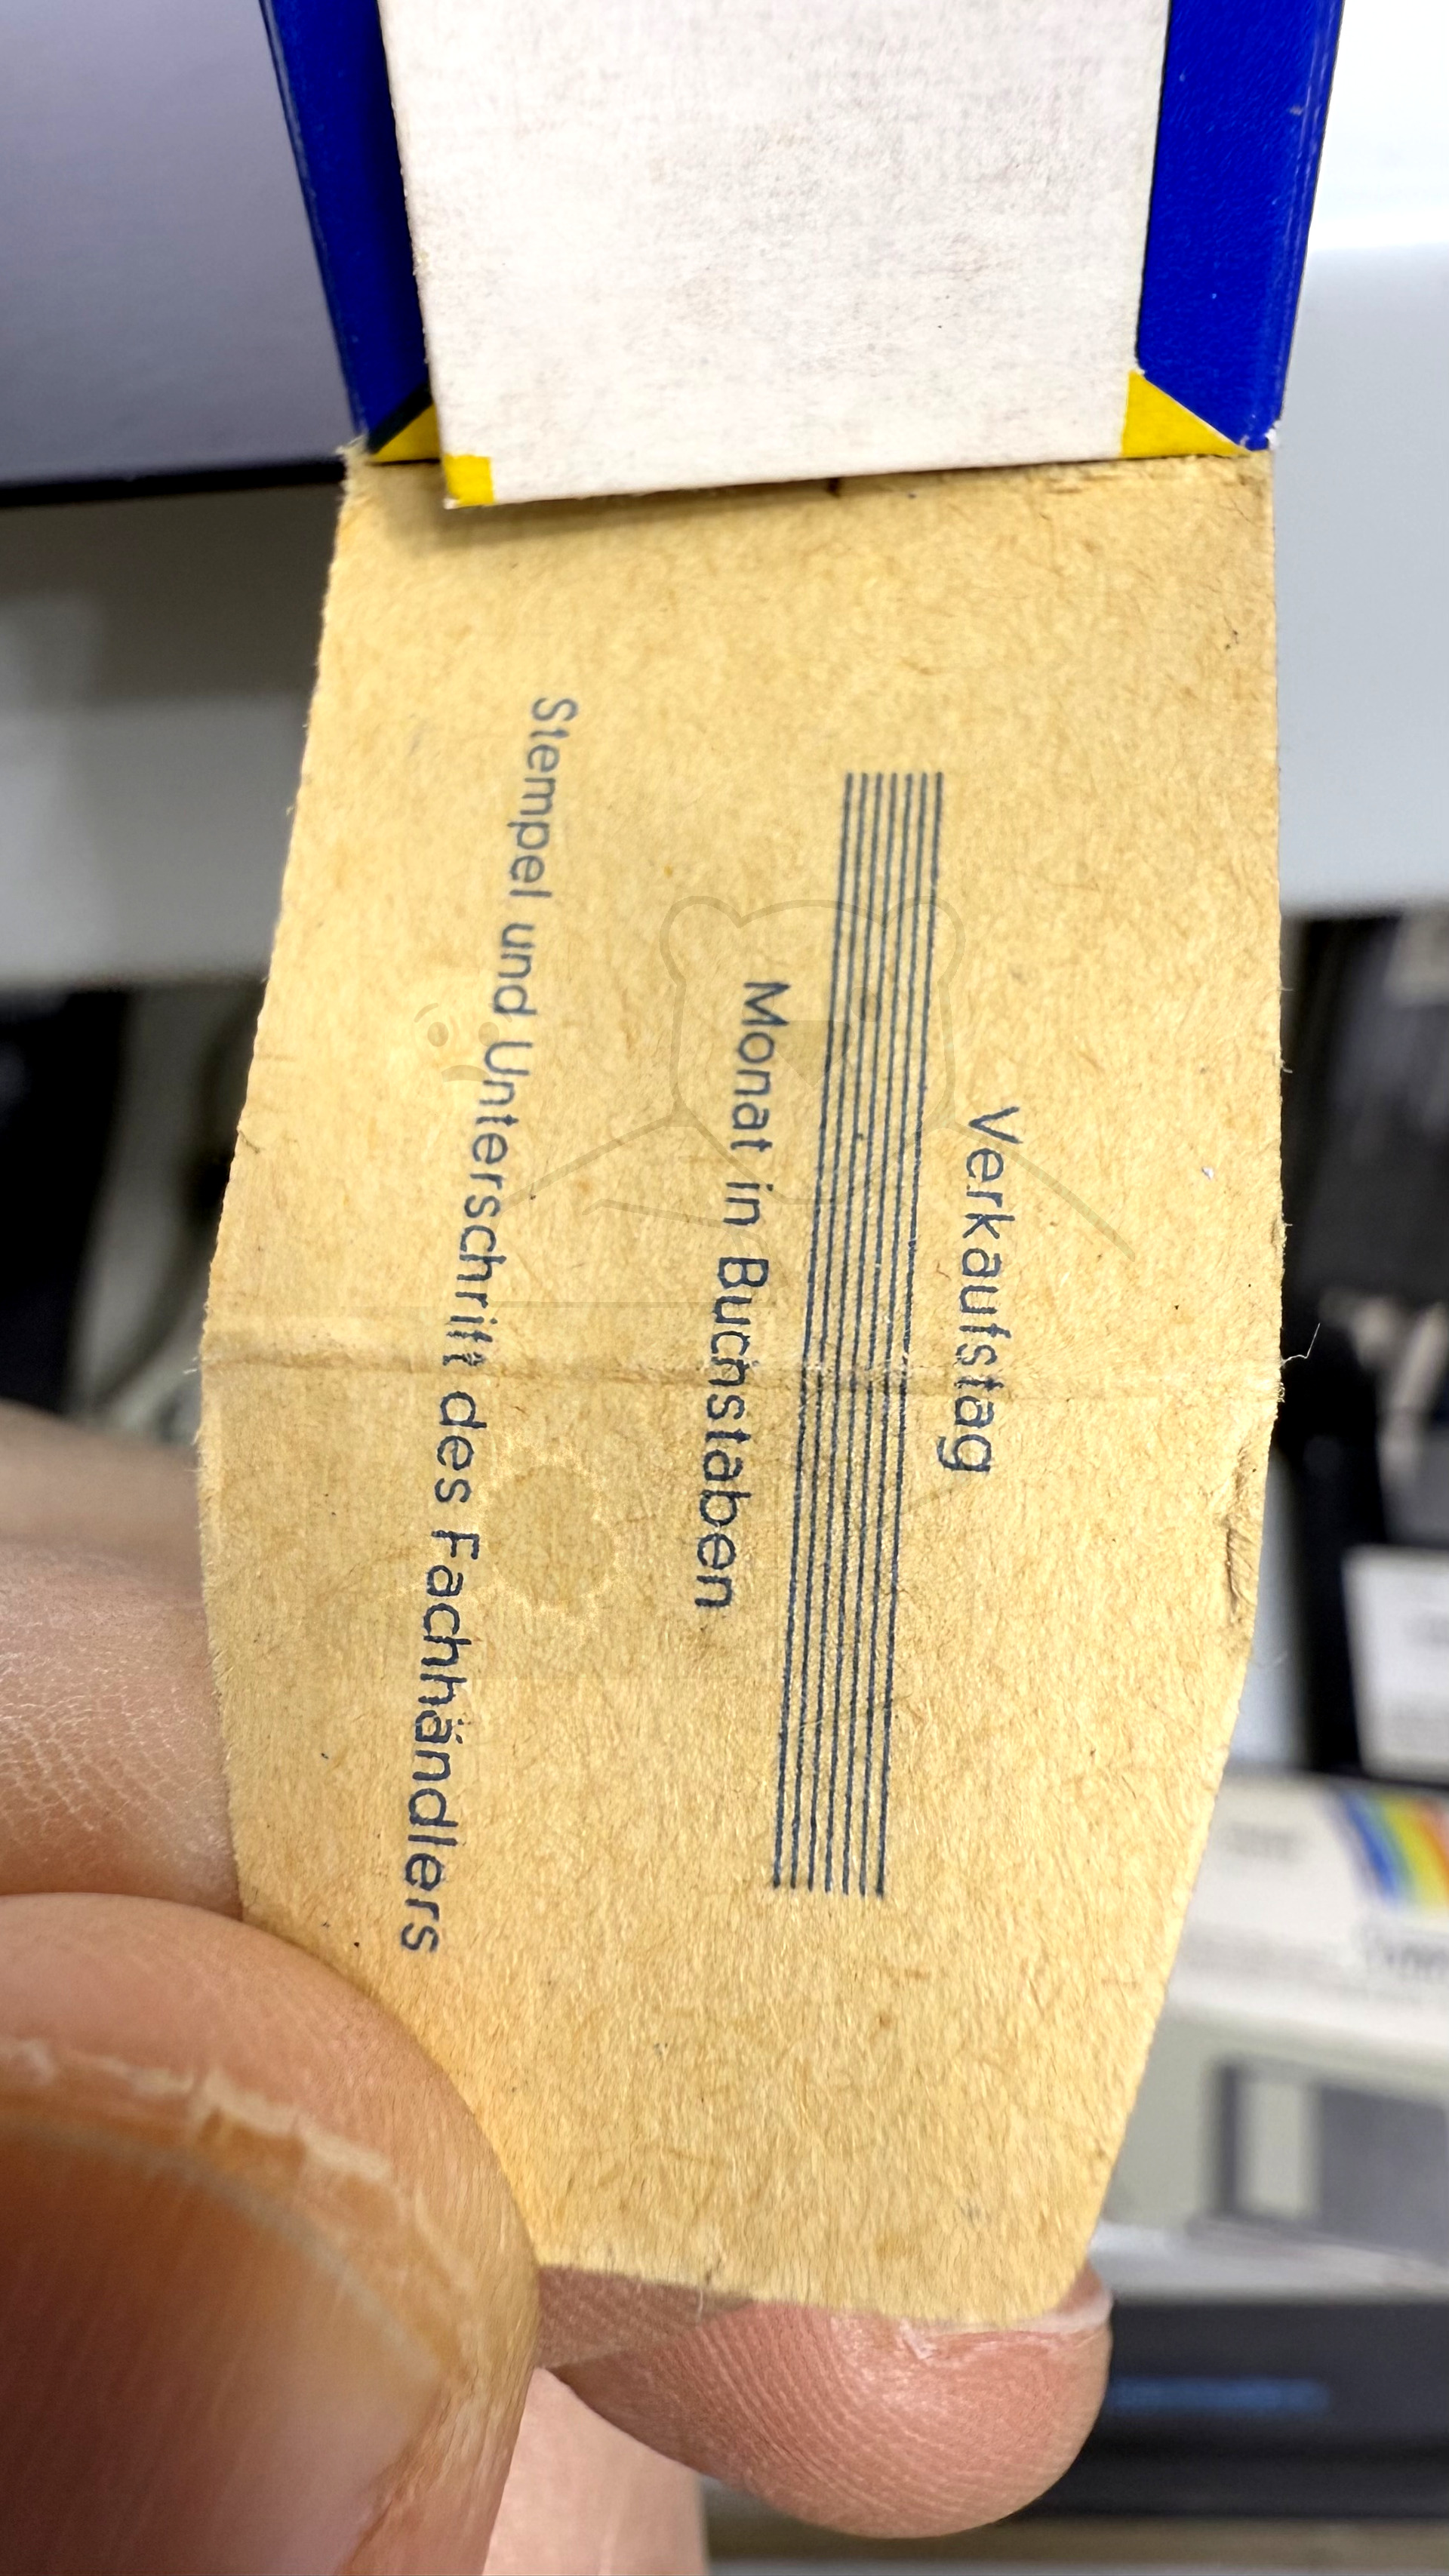 Verkaufstag
Monat in Buchstaben
Stempel und Unterschrift des Fachhändlers